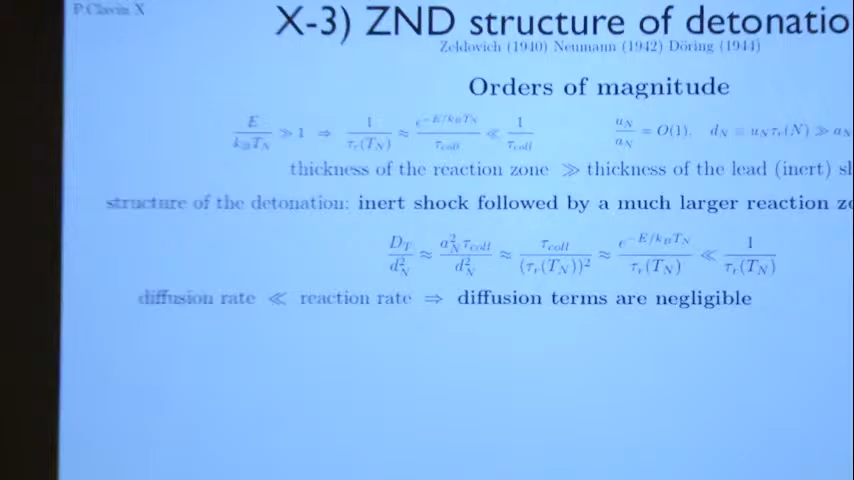 P.Clavin X
X-3) ZND structure of detonatio
Zeldovich (1940) Neumann (1942) Döring (1944)
Orders of magnitude
E/k_BT_N ≫ 1 ⇒ 1/τ_r(T_N) ≈ e^{-E/k_BT_N}/τ_coll ≪ 1/τ_coll u_N/a_N = O(1), d_N ≡ u_Nτ_r(N) ≫ a_N
thickness of the reaction zone ≫ thickness of the lead (inert) sh
structure of the detonation: inert shock followed by a much larger reaction zo
D_T/d_N^2 ≈ a_N^2τ_coll/d_N^2 ≈ τ_coll/(τ_r(T_N))^2 ≈ e^{-E/k_BT_N}/τ_r(T_N) ≪ 1/τ_r(T_N)
diffusion rate ≪ reaction rate ⇒ diffusion terms are negligible